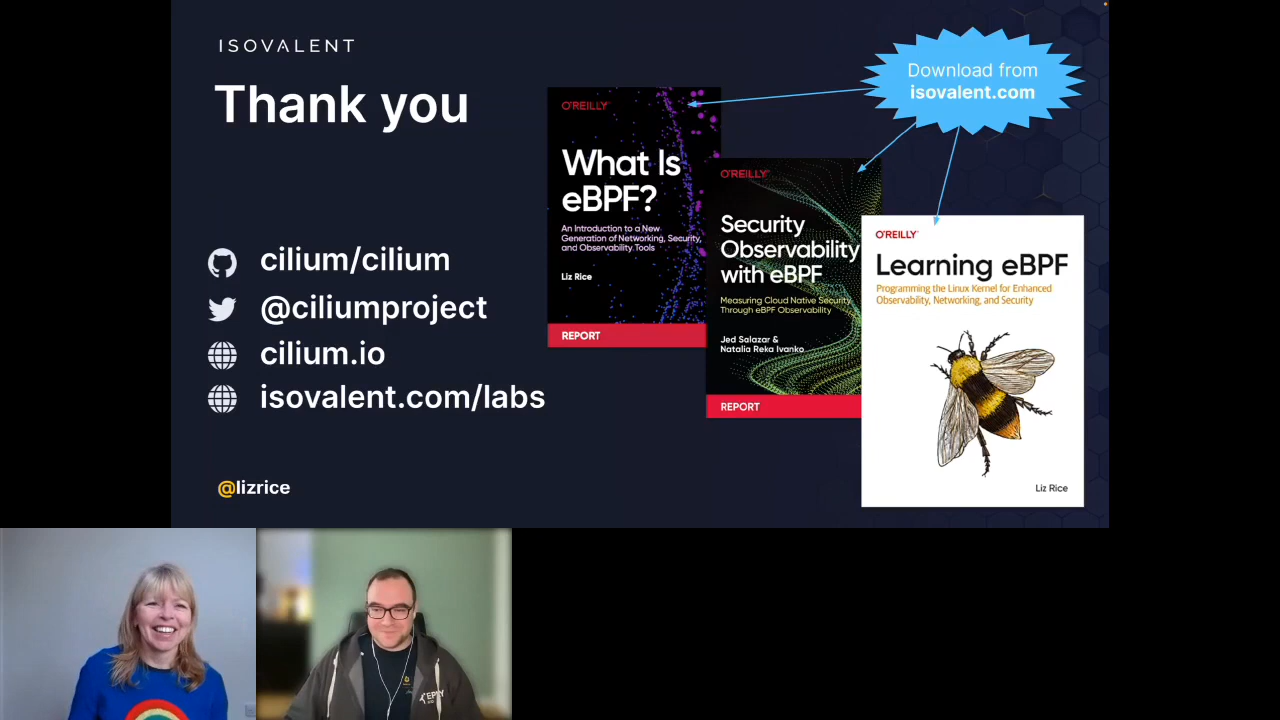 ISOVALENT
Thank you
cilium/cilium
@ciliumproject
cilium.io
isovalent.com/labs
@lizrice
Download from
isovalent.com
O'REILLY
What Is
eBPF?
An Introduction to a New
Generation of Networking, Security,
and Observability Tools
Liz Rice
REPORT
O'REILLY
Security
Observability
with eBPF
Measuring Cloud Native Security
Through eBPF Observability
Jed Salazar &
Natalia Reka Ivanko
REPORT
O'REILLY
Learning eBPF
Programming the Linux Kernel for Enhanced
Observability, Networking, and Security
Liz Rice